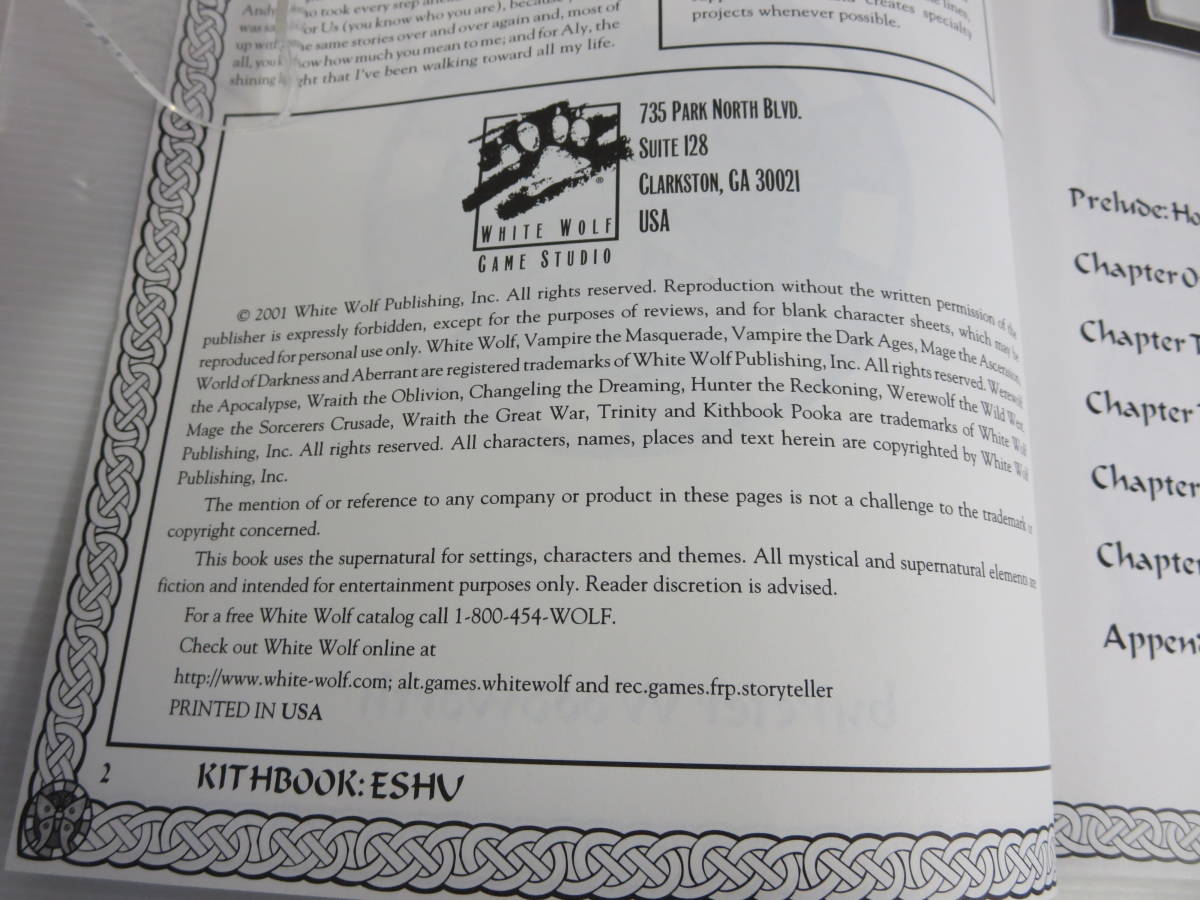 Andy, who took every step
or Us (you know who you are), because
up with the same stories over and over again and, most of
all, you know how much you mean to me; and for Aly, the
shining light that I've been walking toward all my life.
creates specialty
projects whenever possible.
WHITE WOLF
GAME STUDIO
®
735 PARK NORTH BLVD.
SUITE 128
CLARKSTON, GA 30021
USA
© 2001 White Wolf Publishing, Inc. All rights reserved. Reproduction without the written permission of the
publisher is expressly forbidden, except for the purposes of reviews, and for blank character sheets, which may be
reproduced for personal use only. White Wolf, Vampire the Masquerade, Vampire the Dark Ages, Mage the Ascension,
World of Darkness and Aberrant are registered trademarks of White Wolf Publishing, Inc. All rights reserved. Werewolf
the Apocalypse, Wraith the Oblivion, Changeling the Dreaming, Hunter the Reckoning, Werewolf the Wild West,
Mage the Sorcerers Crusade, Wraith the Great War, Trinity and Kithbook Pooka are trademarks of White Wolf
Publishing, Inc. All rights reserved. All characters, names, places and text herein are copyrighted by White Wolf
Publishing, Inc.
The mention of or reference to any company or product in these pages is not a challenge to the trademark or
copyright concerned.
This book uses the supernatural for settings, characters and themes. All mystical and supernatural elements are
fiction and intended for entertainment purposes only. Reader discretion is advised.
For a free White Wolf catalog call 1-800-454-WOLF.
Check out White Wolf online at
http://www.white-wolf.com; alt.games.whitewolf and rec.games.frp.storyteller
PRINTED IN USA
2 KITHBOOK: ESHU
Prelude: Ho
Chapter O
Chapter T
Chapter T
Chapter
Chapter
Appen